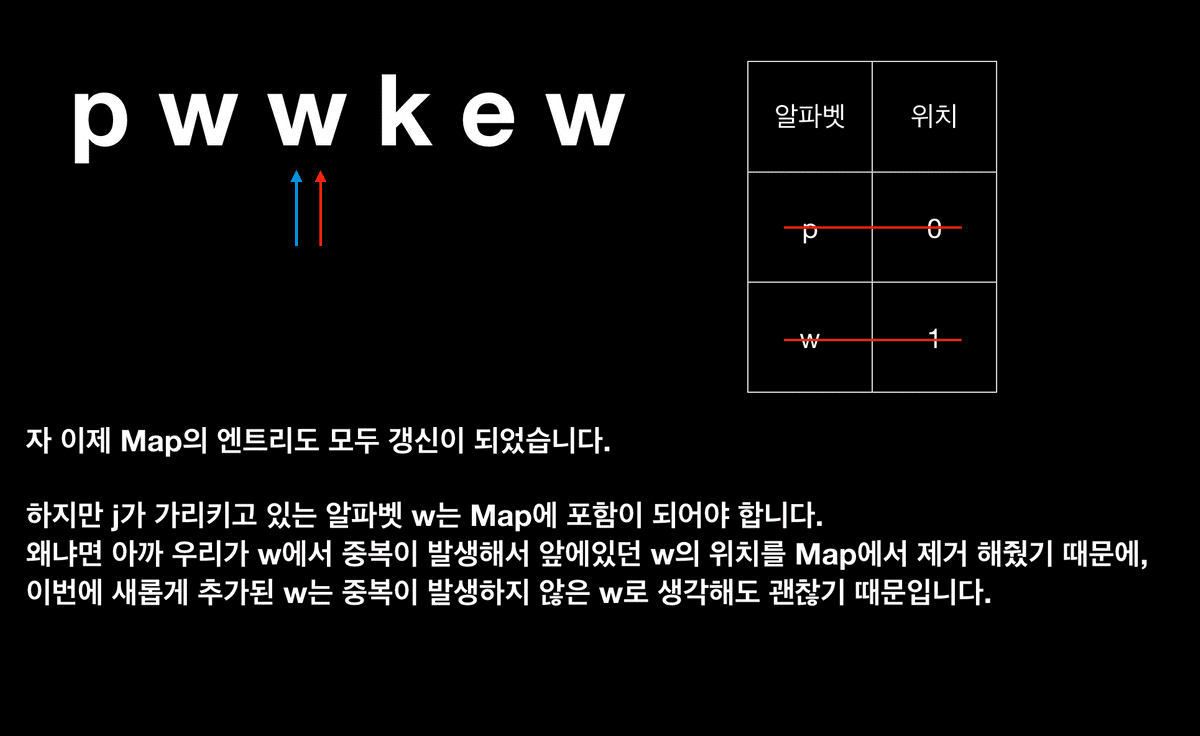 p w w k e w
알파벳 위치
p 0
w 1
자 이제 Map의 엔트리도 모두 갱신이 되었습니다.
하지만 j가 가리키고 있는 알파벳 w는 Map에 포함이 되어야 합니다.
왜냐면 아까 우리가 w에서 중복이 발생해서 앞에있던 w의 위치를 Map에서 제거 해줬기 때문에,
이번에 새롭게 추가된 w는 중복이 발생하지 않은 w로 생각해도 괜찮기 때문입니다.